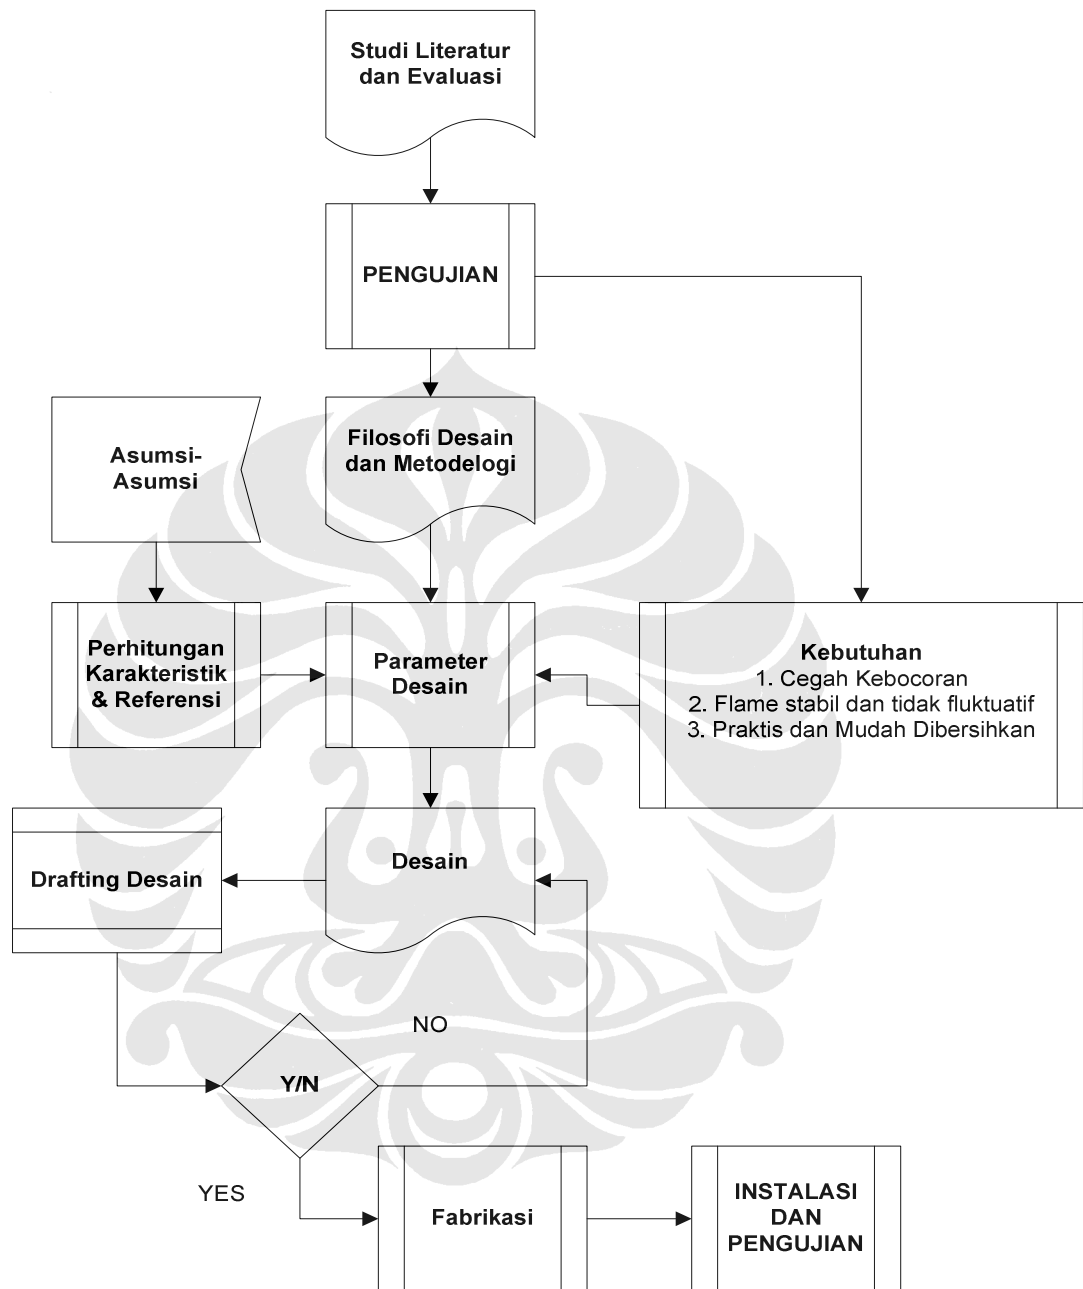 Studi Literatur
dan Evaluasi
PENGUJIAN
Asumsi-
Asumsi
Filosofi Desain
dan Metodelogi
Perhitungan
Karakteristik
& Referensi
Parameter
Desain
Kebutuhan
1. Cegah Kebocoran
2. Flame stabil dan tidak fluktuatif
3. Praktis dan Mudah Dibersihkan
Drafting Desain
Desain
NO
Y/N
YES
Fabrikasi
INSTALASI
DAN
PENGUJIAN